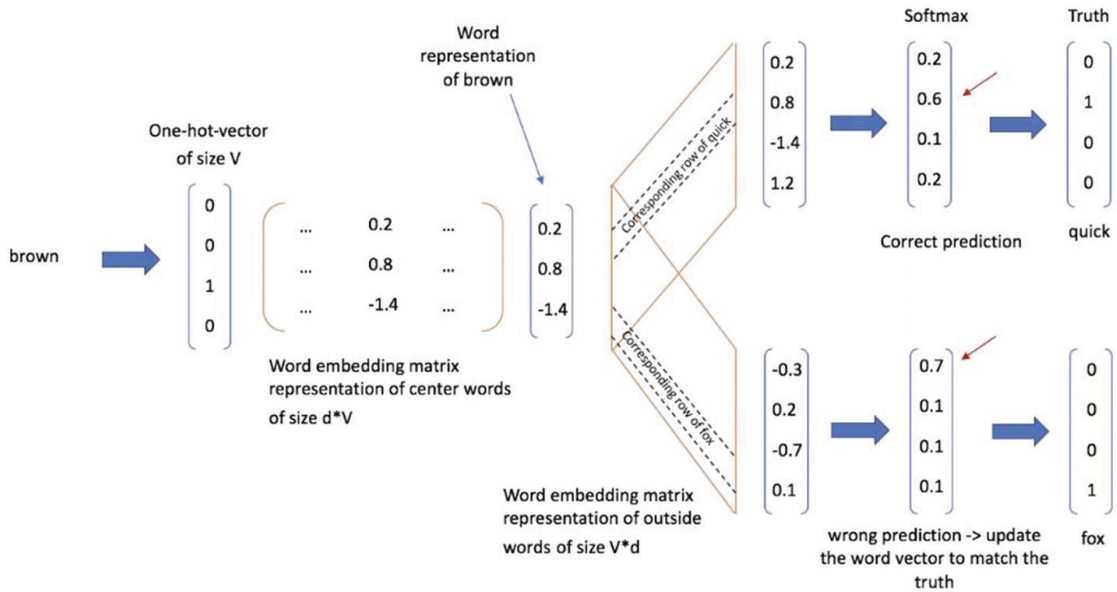 Softmax
Truth
Word
representation
of brown
One-hot-vector
of size V
brown
0
0
1
0
... 0.2 ...
... 0.8 ...
... -1.4 ...
Word embedding matrix
representation of center words
of size d*V
0.2
0.8
-1.4
Corresponding row of quick
Corresponding row of fox
Word embedding matrix
representation of outside
words of size V*d
0.2
0.8
-1.4
1.2
0.2
0.6
0.1
0.2
Correct prediction
0
1
0
0
quick
-0.3
0.2
-0.7
0.1
0.7
0.1
0.1
0.1
wrong prediction -> update
the word vector to match the
truth
0
0
0
1
fox